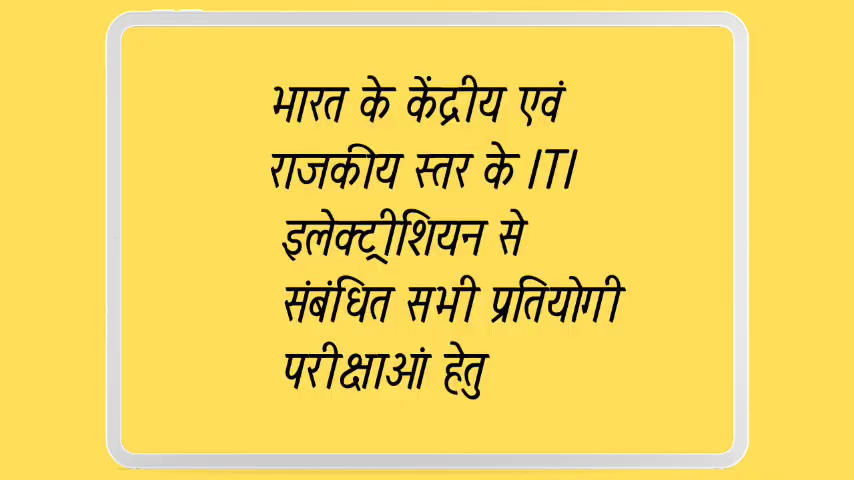 भारत के केंद्रीय एवं
राजकीय स्तर के ITI
इलेक्ट्रीशियन से
संबंधित सभी प्रतियोगी
परीक्षाआं हेतु